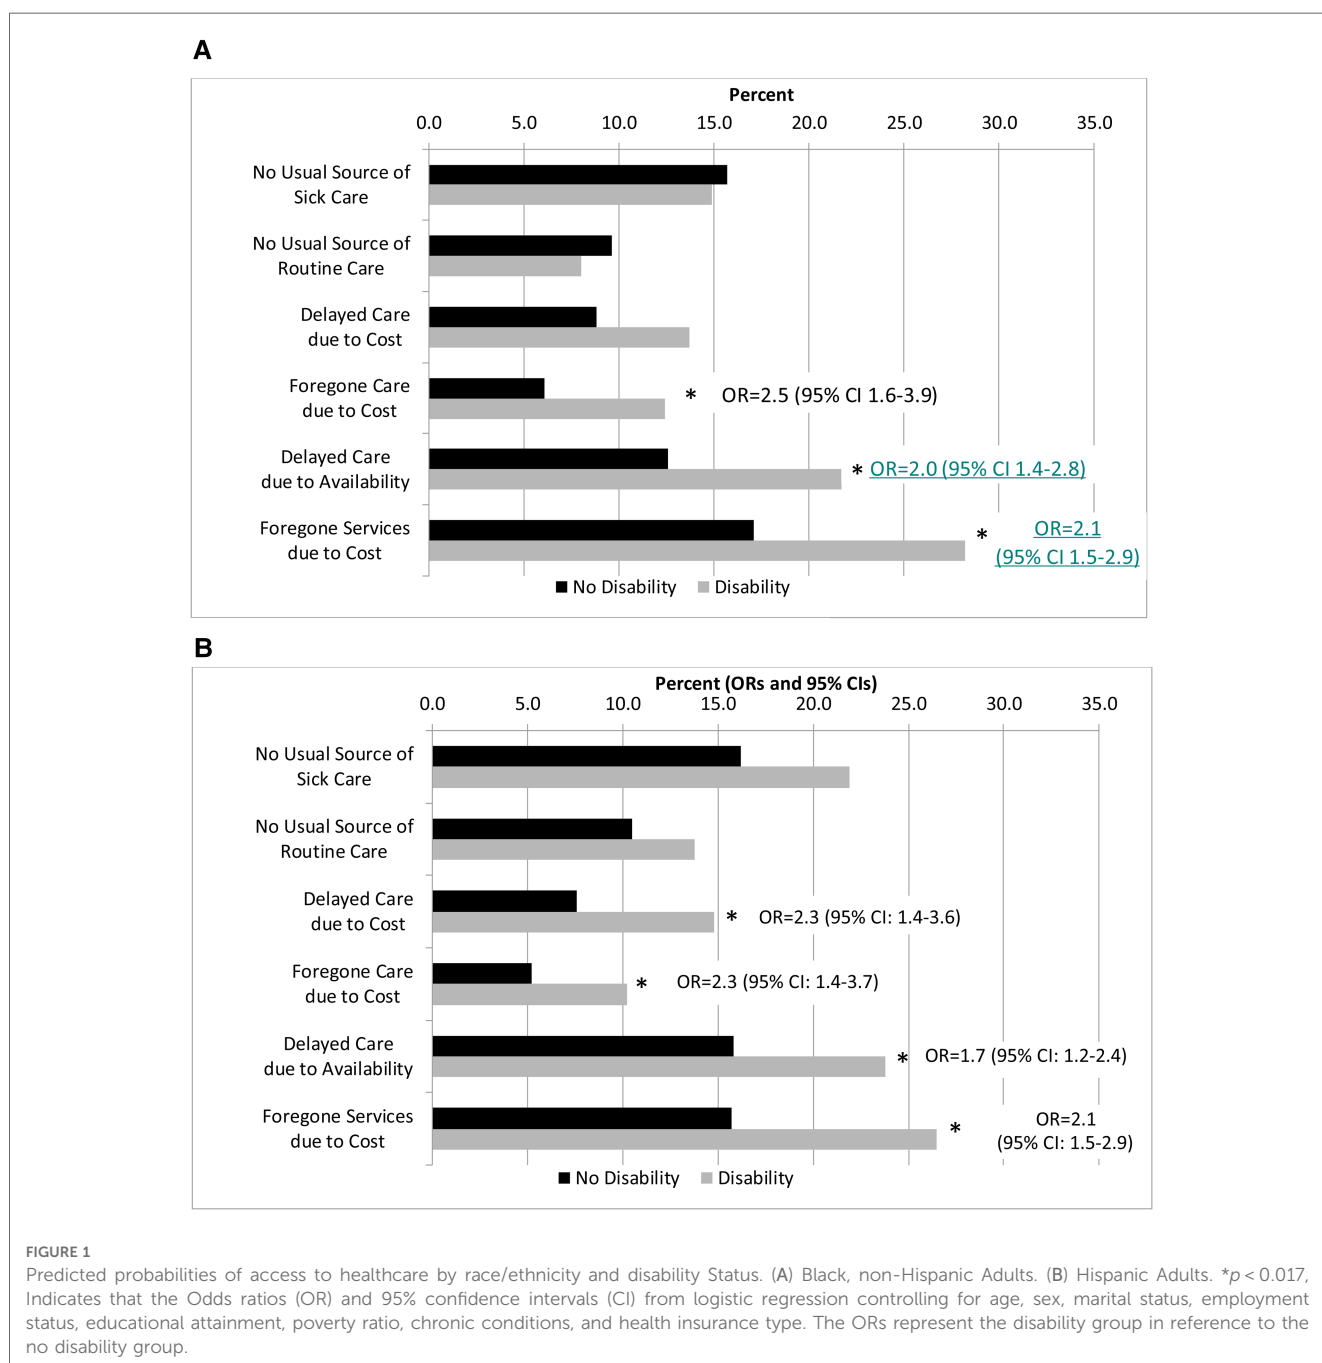 A
Percent
0.0 5.0 10.0 15.0 20.0 25.0 30.0 35.0
No Usual Source of
Sick Care
No Usual Source of
Routine Care
Delayed Care
due to Cost
Foregone Care
due to Cost
* OR=2.5 (95% CI 1.6-3.9)
Delayed Care
due to Availability
* OR=2.0 (95% CI 1.4-2.8)
Foregone Services
due to Cost
* OR=2.1
(95% CI 1.5-2.9)
No Disability Disability
B
Percent (ORs and 95% CIs)
0.0 5.0 10.0 15.0 20.0 25.0 30.0 35.0
No Usual Source of
Sick Care
No Usual Source of
Routine Care
Delayed Care
due to Cost
* OR=2.3 (95% CI: 1.4-3.6)
Foregone Care
due to Cost
* OR=2.3 (95% CI: 1.4-3.7)
Delayed Care
due to Availability
* OR=1.7 (95% CI: 1.2-2.4)
Foregone Services
due to Cost
* OR=2.1
(95% CI: 1.5-2.9)
No Disability Disability
FIGURE 1
Predicted probabilities of access to healthcare by race/ethnicity and disability Status. (A) Black, non-Hispanic Adults. (B) Hispanic Adults. *p < 0.017,
Indicates that the Odds ratios (OR) and 95% confidence intervals (CI) from logistic regression controlling for age, sex, marital status, employment
status, educational attainment, poverty ratio, chronic conditions, and health insurance type. The ORs represent the disability group in reference to the
no disability group.